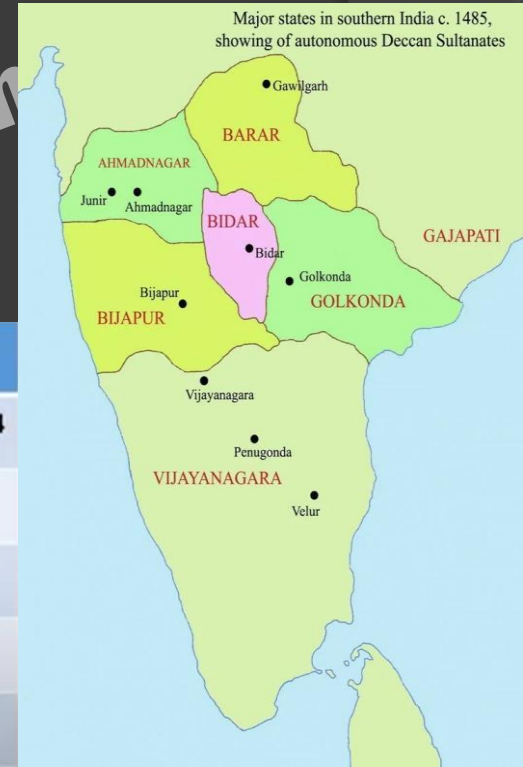 Major states in southern India c. 1485,
showing of autonomous Deccan Sultanates
Gawilgarh
BARAR
AHMADNAGAR
Junir
Ahmadnagar
BIDAR
Bidar
GAJAPATI
Golkonda
GOLKONDA
Bijapur
BIJAPUR
Vijayanagara
Penugonda
VIJAYANAGARA
Velur